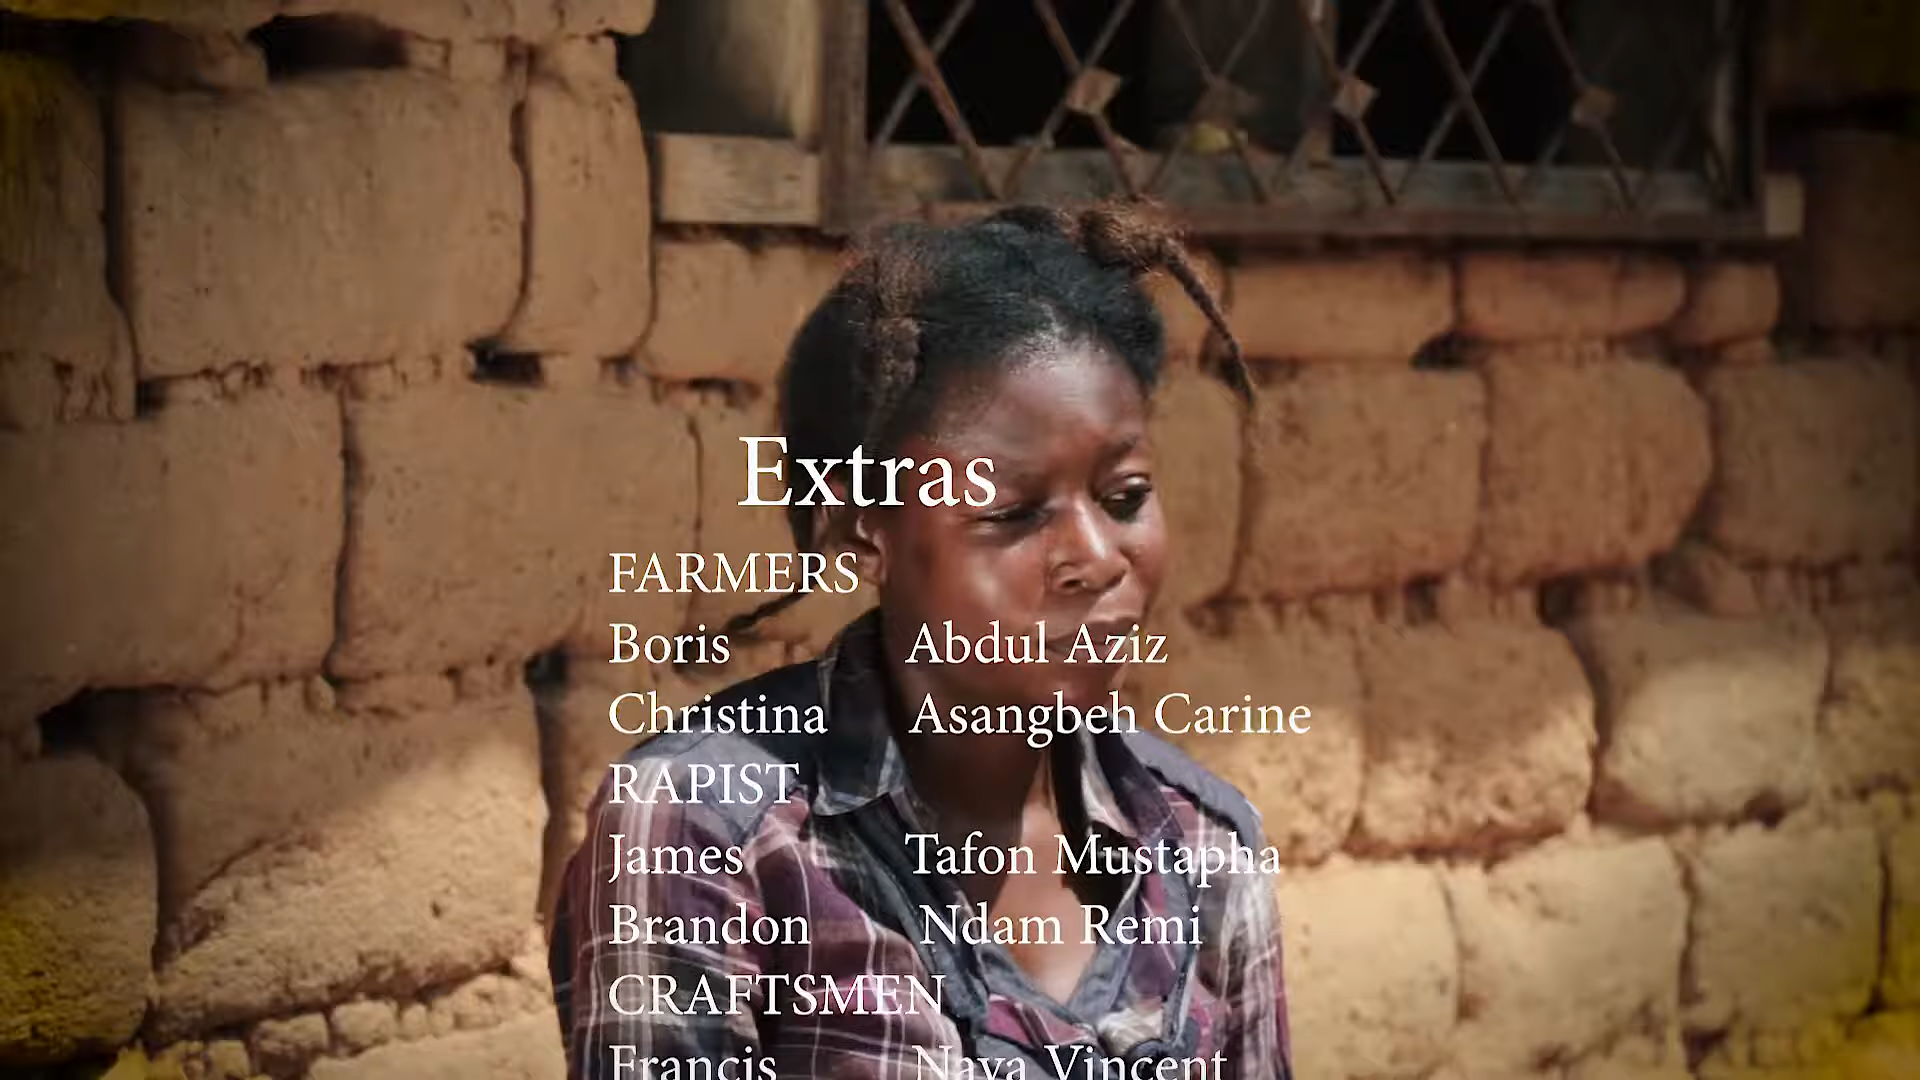 Extras
FARMERS
Boris Abdul Aziz
Christina Asangbeh Carine
RAPIST
James Tafon Mustapha
Brandon Ndam Remi
CRAFTSMEN
Francis Naya Vincent